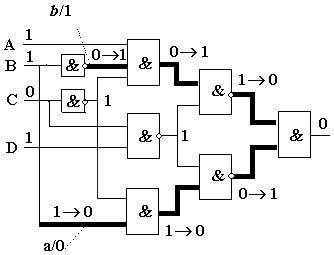 b/1
A 1
B 1 & 0→1 & 0→1
C 0 & 1 & 1→0
D 1 & 1 & 0
& 0→1
1→0
a/0 & 1→0